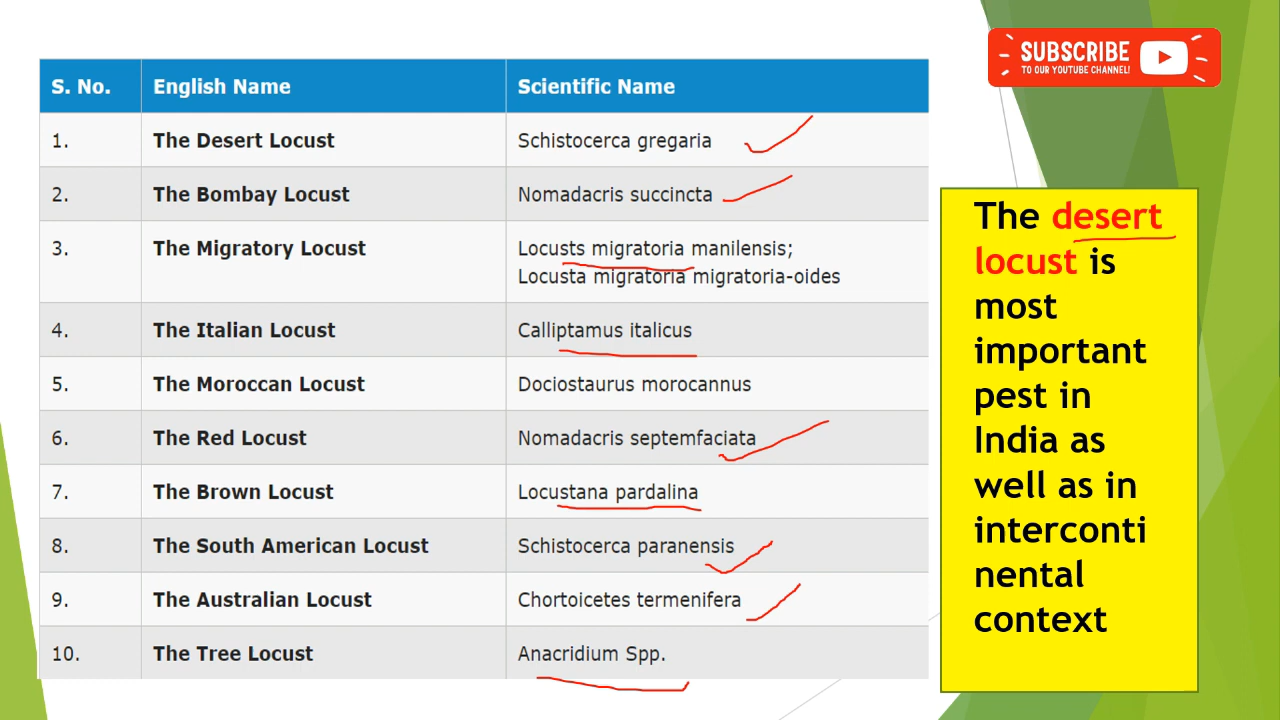 SUBSCRIBE
TO OUR YOUTUBE CHANNEL!
S. No. English Name Scientific Name
1. The Desert Locust Schistocerca gregaria
2. The Bombay Locust Nomadacris succincta
3. The Migratory Locust Locusts migratoria manilensis;
Locusta migratoria migratoria-oides
4. The Italian Locust Calliptamus italicus
5. The Moroccan Locust Dociostaurus morocannus
6. The Red Locust Nomadacris septemfaciata
7. The Brown Locust Locustana pardalina
8. The South American Locust Schistocerca paranensis
9. The Australian Locust Chortoicetes termenifera
10. The Tree Locust Anacridium Spp.
The desert
locust is
most
important
pest in
India as
well as in
interconti
nental
context